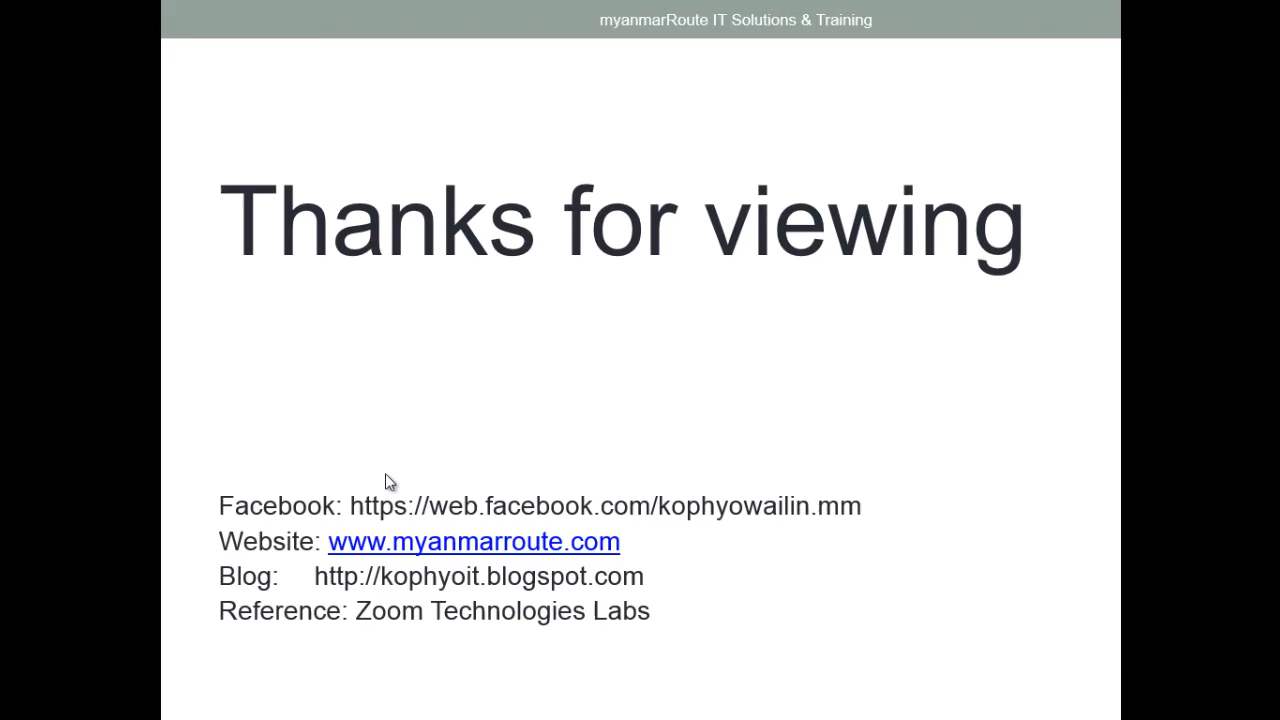 myanmarRoute IT Solutions & Training
Thanks for viewing
Facebook: https://web.facebook.com/kophyowailin.mm
Website: www.myanmarroute.com
Blog: http://kophyoit.blogspot.com
Reference: Zoom Technologies Labs